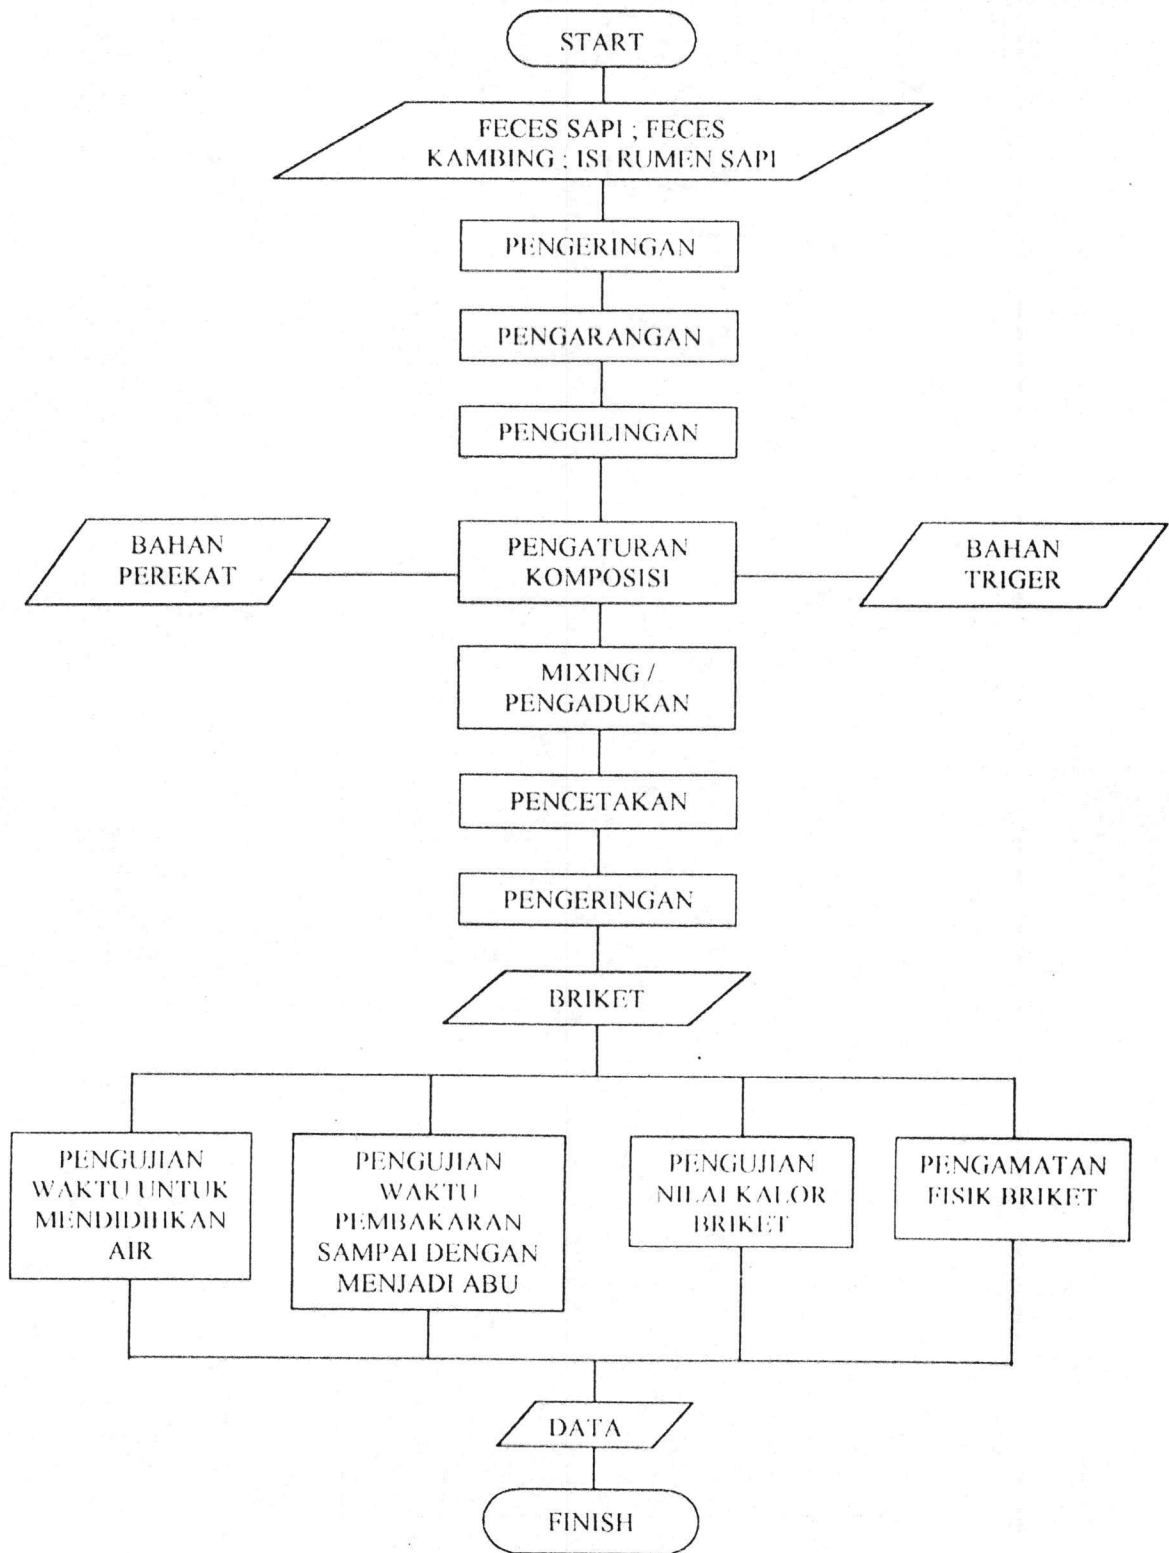 START
FECES SAPI ; FECES
KAMBING ; ISI RUMEN SAPI
PENGERINGAN
PENGARANGAN
PENGGILINGAN
BAHAN
PEREKAT
PENGATURAN
KOMPOSISI
BAHAN
TRIGER
MIXING /
PENGADUKAN
PENCETAKAN
PENGERINGAN
BRIKET
PENGUJIAN
WAKTU UNTUK
MENDIDIHKAN
AIR
PENGUJIAN
WAKTU
PEMBAKARAN
SAMPAI DENGAN
MENJADI ABU
PENGUJIAN
NILAI KALOR
BRIKET
PENGAMATAN
FISIK BRIKET
DATA
FINISH